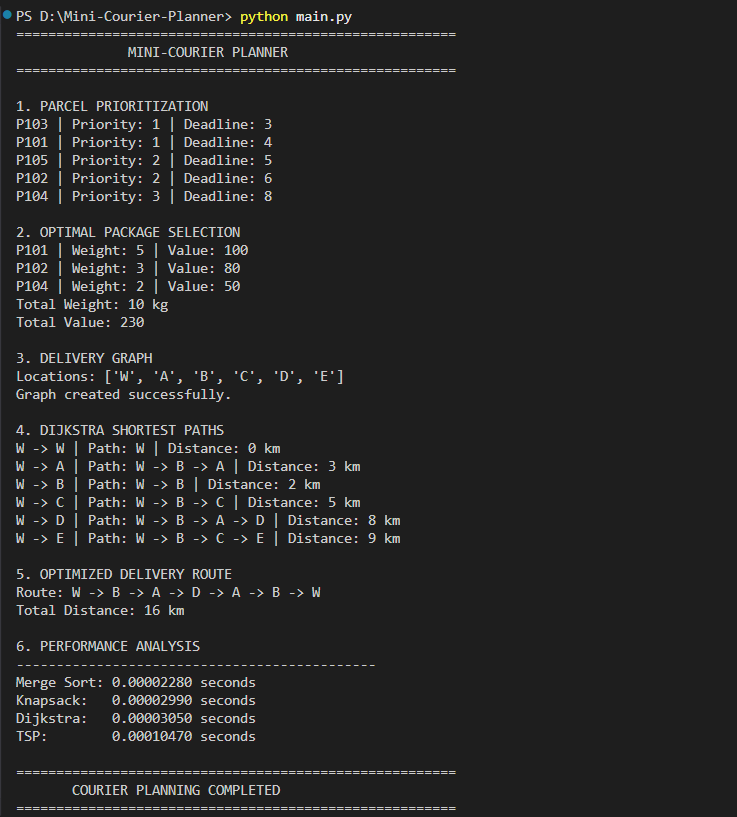 PS D:\Mini-Courier-Planner> python main.py
=======================================================
MINI-COURIER PLANNER
=======================================================
1. PARCEL PRIORITIZATION
P103 | Priority: 1 | Deadline: 3
P101 | Priority: 1 | Deadline: 4
P105 | Priority: 2 | Deadline: 5
P102 | Priority: 2 | Deadline: 6
P104 | Priority: 3 | Deadline: 8
2. OPTIMAL PACKAGE SELECTION
P101 | Weight: 5 | Value: 100
P102 | Weight: 3 | Value: 80
P104 | Weight: 2 | Value: 50
Total Weight: 10 kg
Total Value: 230
3. DELIVERY GRAPH
Locations: ['W', 'A', 'B', 'C', 'D', 'E']
Graph created successfully.
4. DIJKSTRA SHORTEST PATHS
W -> W | Path: W | Distance: 0 km
W -> A | Path: W -> B -> A | Distance: 3 km
W -> B | Path: W -> B | Distance: 2 km
W -> C | Path: W -> B -> C | Distance: 5 km
W -> D | Path: W -> B -> A -> D | Distance: 8 km
W -> E | Path: W -> B -> C -> E | Distance: 9 km
5. OPTIMIZED DELIVERY ROUTE
Route: W -> B -> A -> D -> A -> B -> W
Total Distance: 16 km
6. PERFORMANCE ANALYSIS
---------------------------------------------
Merge Sort: 0.00002280 seconds
Knapsack:   0.00002990 seconds
Dijkstra:   0.00003050 seconds
TSP:        0.00010470 seconds
=======================================================
COURIER PLANNING COMPLETED
=======================================================